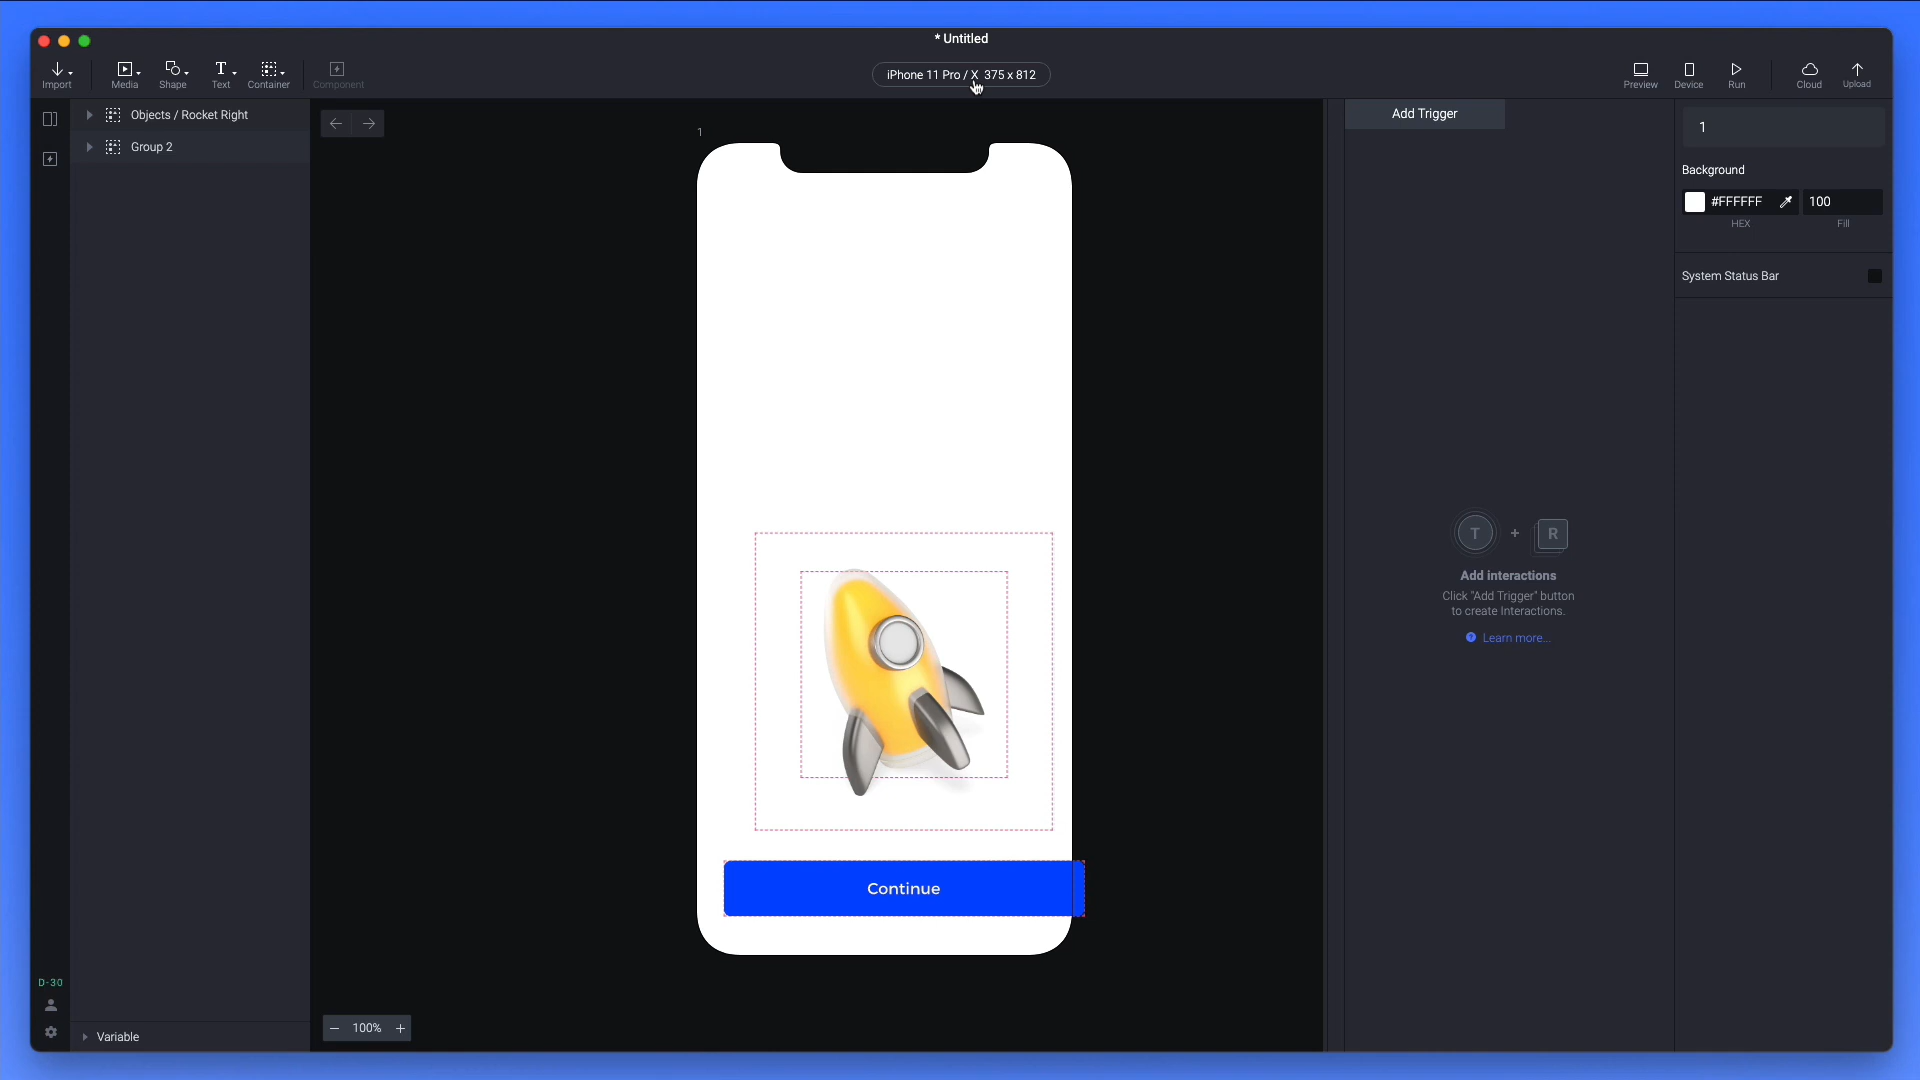 * Untitled
Import
Media
Shape
Text
Container
Component
iPhone 11 Pro / X 375 x 812
Preview
Device
Run
Cloud
Upload
Objects / Rocket Right
Group 2
1
Add Trigger
1
Background
#FFFFFF
100
HEX
Fill
System Status Bar
T + R
Add interactions
Click "Add Trigger" button
to create Interactions.
? Learn more...
Continue
D-30
100%
Variable